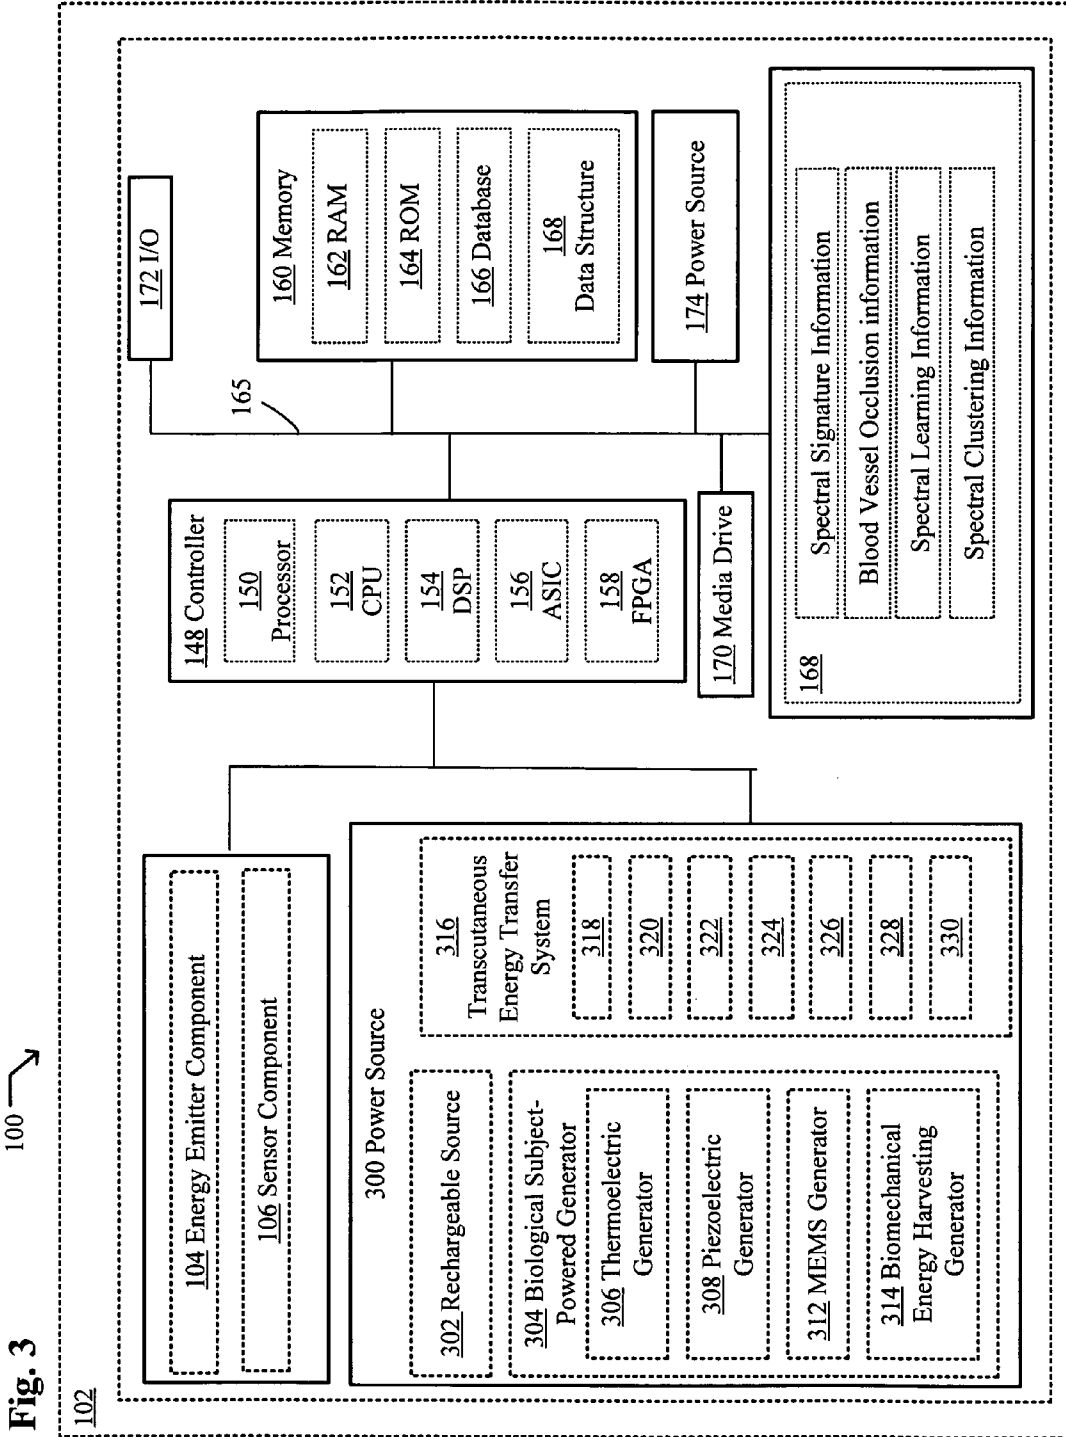 Fig. 3
100
102
104 Energy Emitter Component
106 Sensor Component
300 Power Source
302 Rechargeable Source
304 Biological Subject-
Powered Generator
306 Thermoelectric
Generator
308 Piezoelectric
Generator
312 MEMS Generator
314 Biomechanical
Energy Harvesting
Generator
316
Transcutaneous
Energy Transfer
System
318
320
322
324
326
328
330
148 Controller
150
Processor
152
CPU
154
DSP
156
ASIC
158
FPGA
170 Media Drive
165
172 I/O
160 Memory
162 RAM
164 ROM
166 Database
168
Data Structure
174 Power Source
168
Spectral Signature Information
Blood Vessel Occlusion information
Spectral Learning Information
Spectral Clustering Information